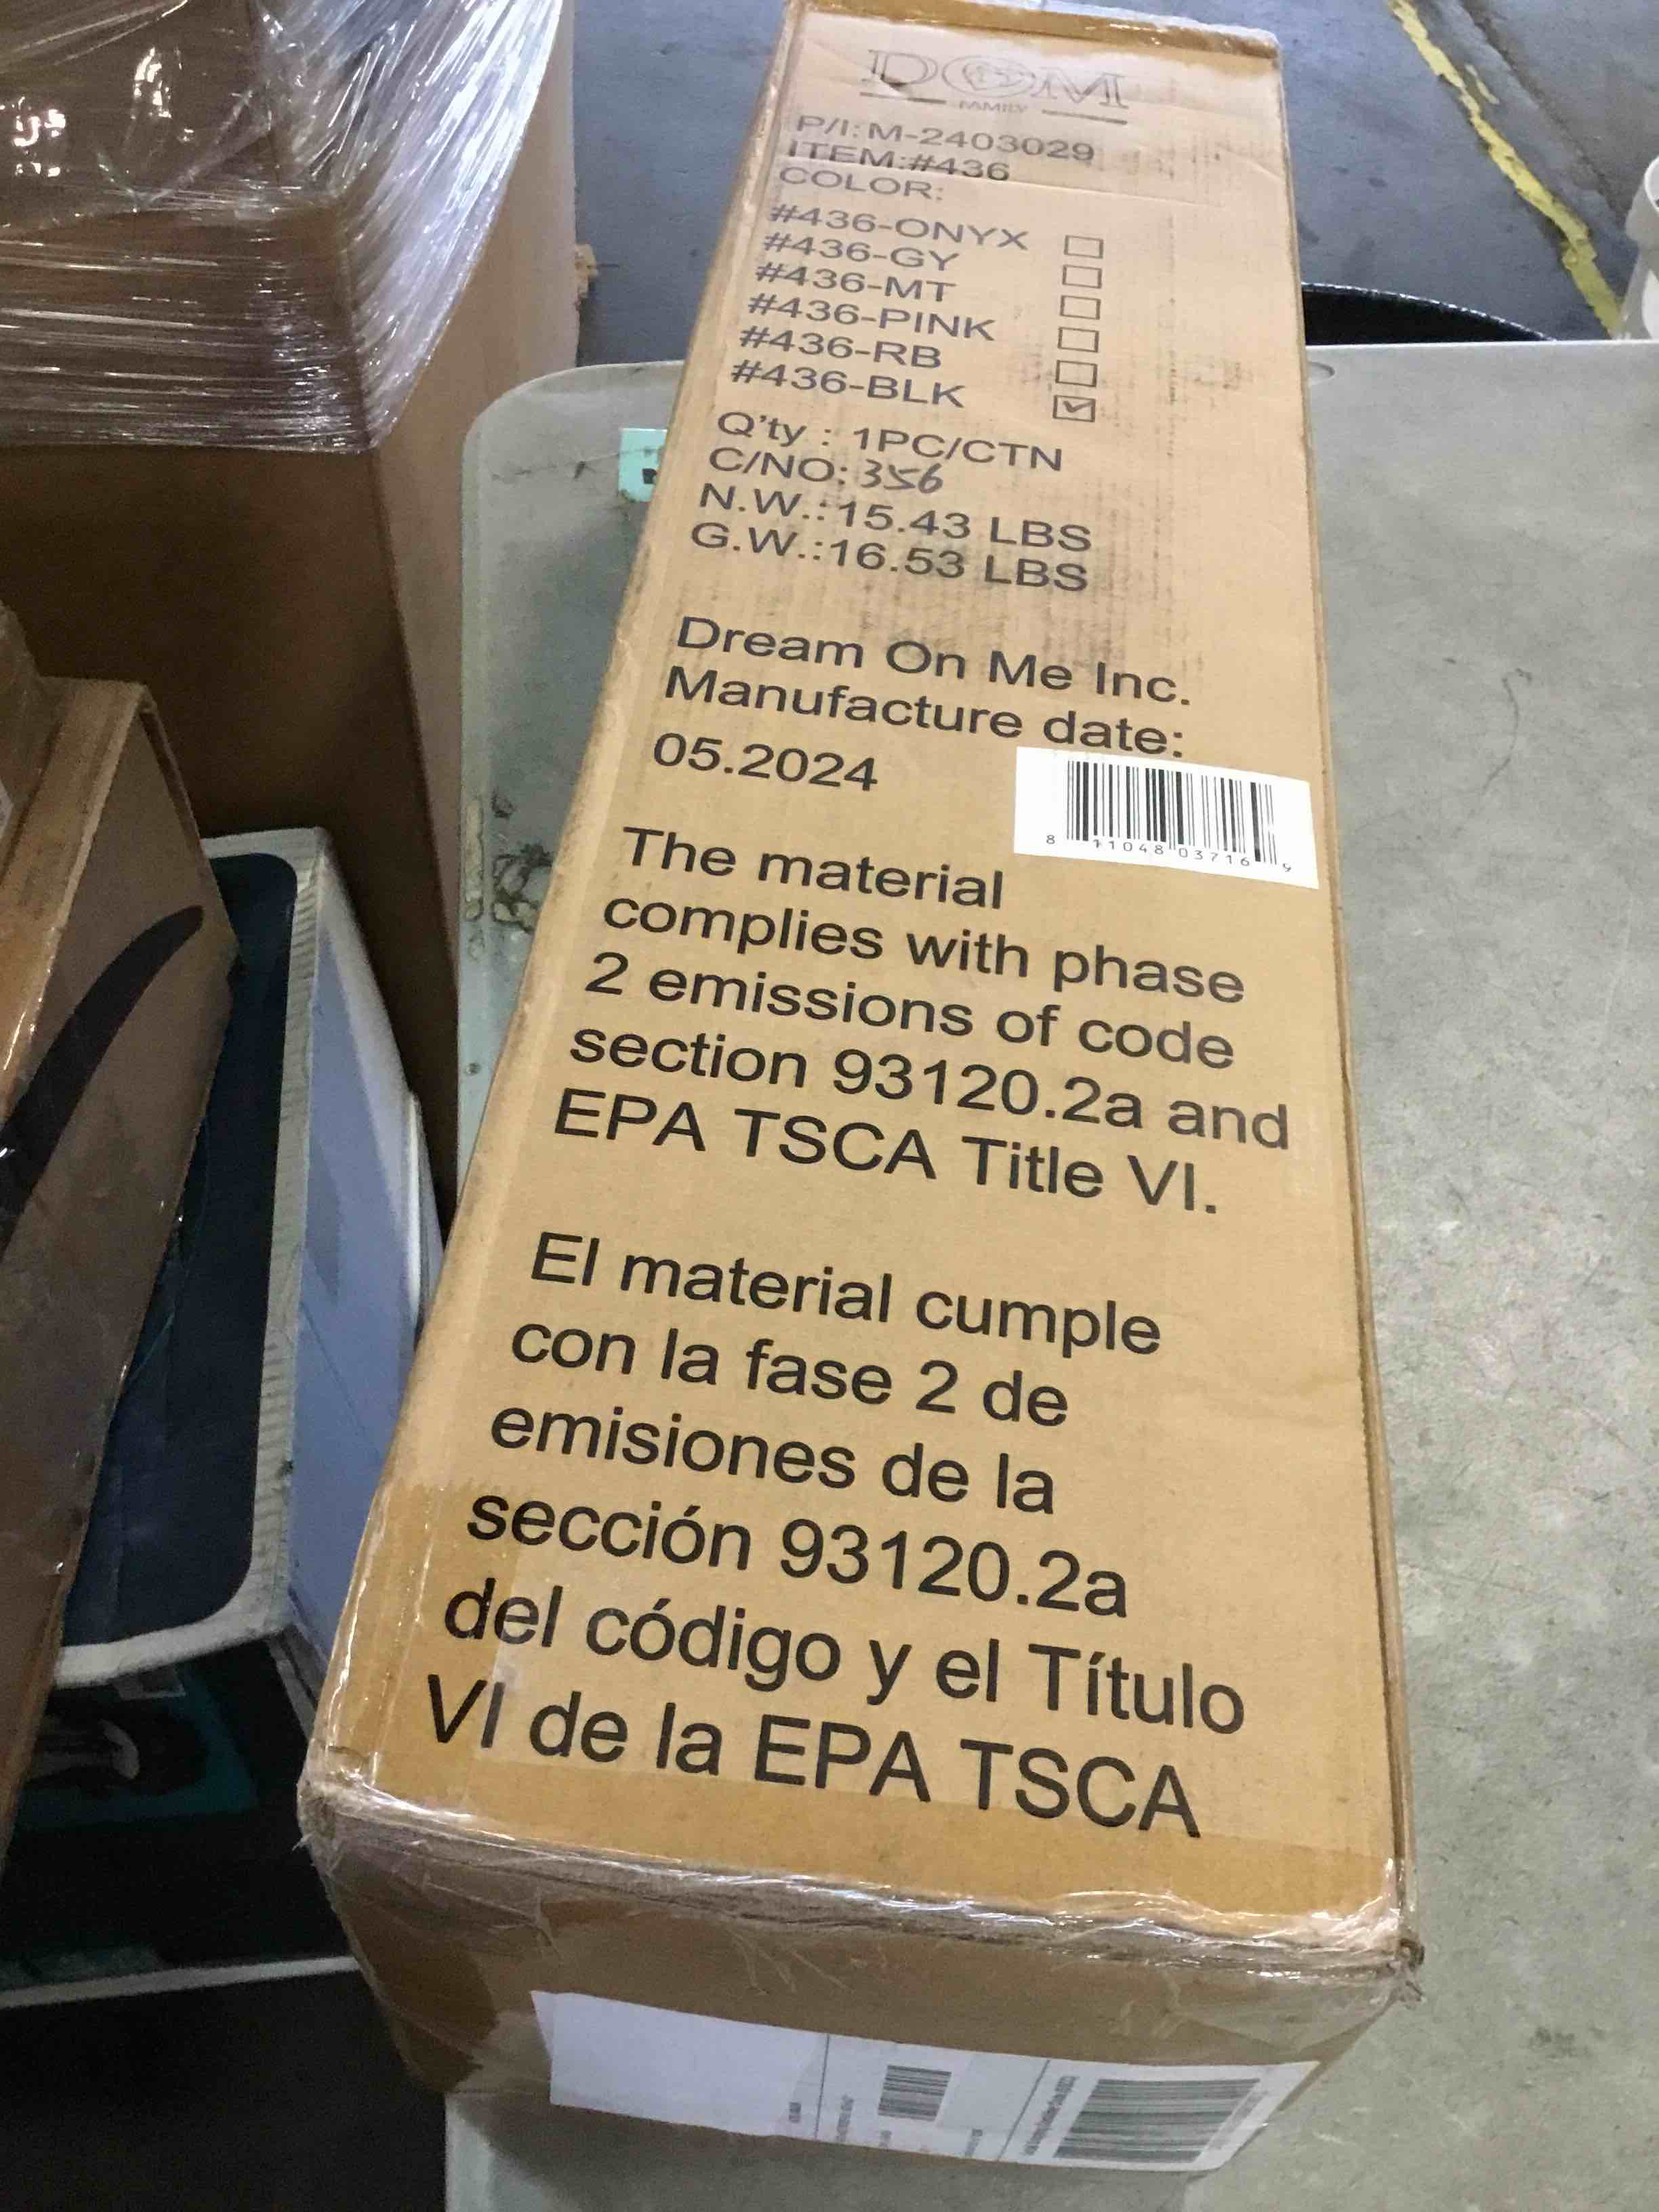 DOM
FAMILY
P/I: M-2403029
ITEM:#436
COLOR:
#436-ONYX
#436-GY
#436-MT
#436-PINK
#436-RB
#436-BLK
Q'ty : 1PC/CTN
C/NO: 356
N.W.: 15.43 LBS
G.W.:16.53 LBS
Dream On Me Inc.
Manufacture date:
05.2024
8 11048 03716 9
The material
complies with phase
2 emissions of code
section 93120.2a and
EPA TSCA Title VI.
El material cumple
con la fase 2 de
emisiones de la
sección 93120.2a
del código y el Título
VI de la EPA TSCA